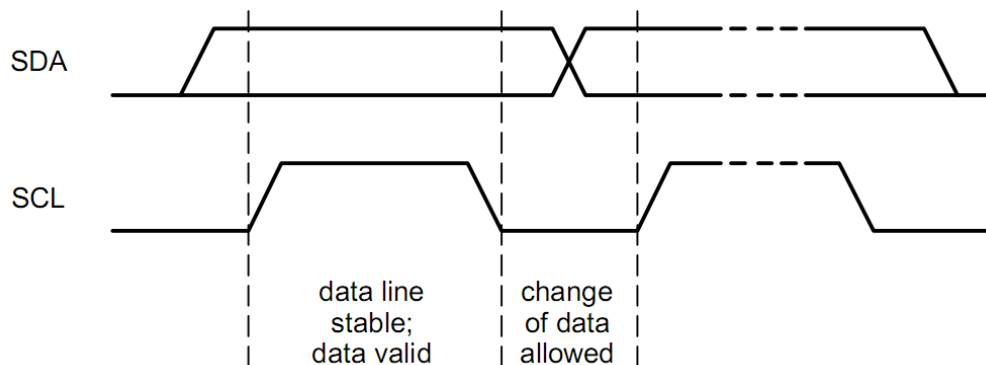 SDA
SCL
data line
stable;
data valid
change
of data
allowed